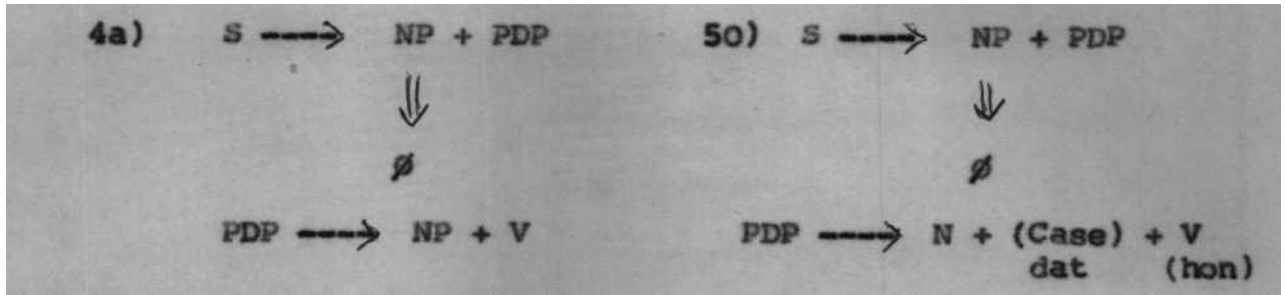 4a) S ----> NP + PDP
⇓
ø
PDP ----> NP + V
5o) S ----> NP + PDP
⇓
ø
PDP ----> N + (Case) + V
dat (hon)